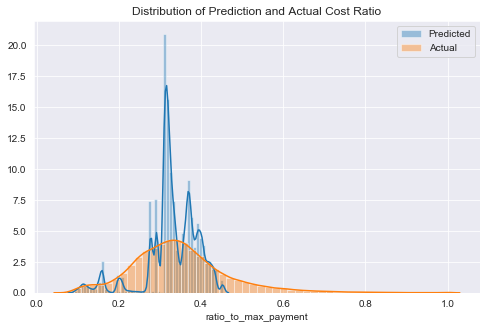 Distribution of Prediction and Actual Cost Ratio
Predicted
Actual
20.0
17.5
15.0
12.5
10.0
7.5
5.0
2.5
0.0
0.0 0.2 0.4 0.6 0.8 1.0
ratio_to_max_payment